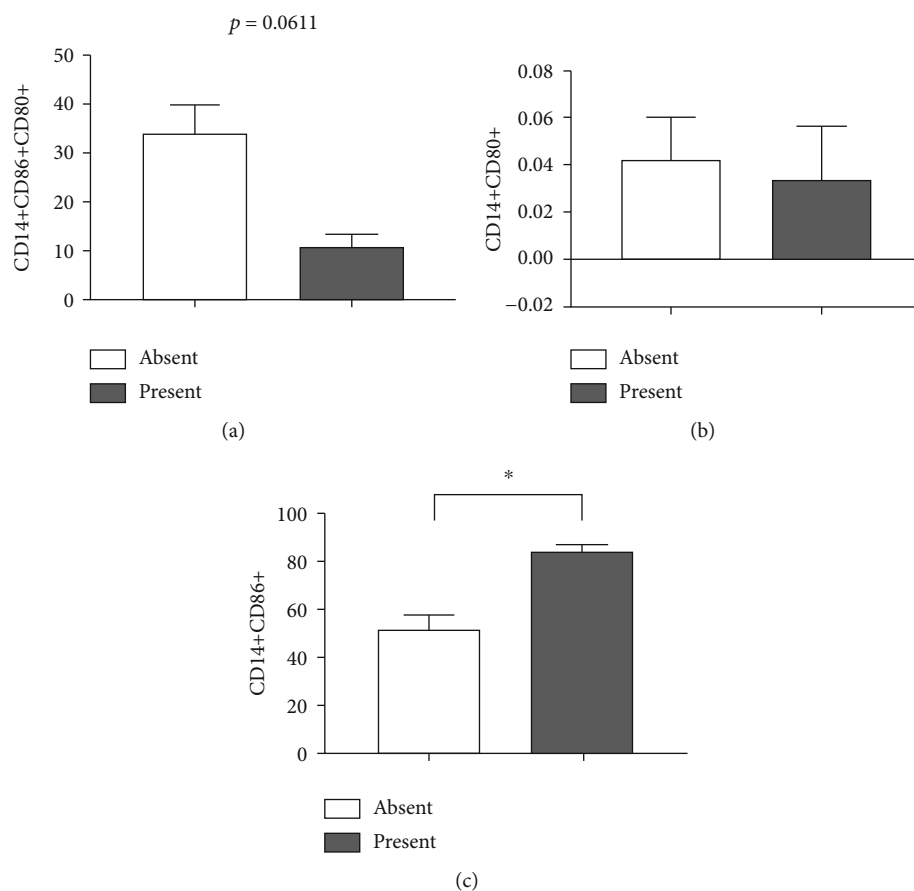 p = 0.0611
CD14+CD86+CD80+
50
40
30
20
10
0
Absent
Present
(a)
CD14+CD80+
0.08
0.06
0.04
0.02
0.00
−0.02
Absent
Present
(b)
*
CD14+CD86+
100
80
60
40
20
0
Absent
Present
(c)